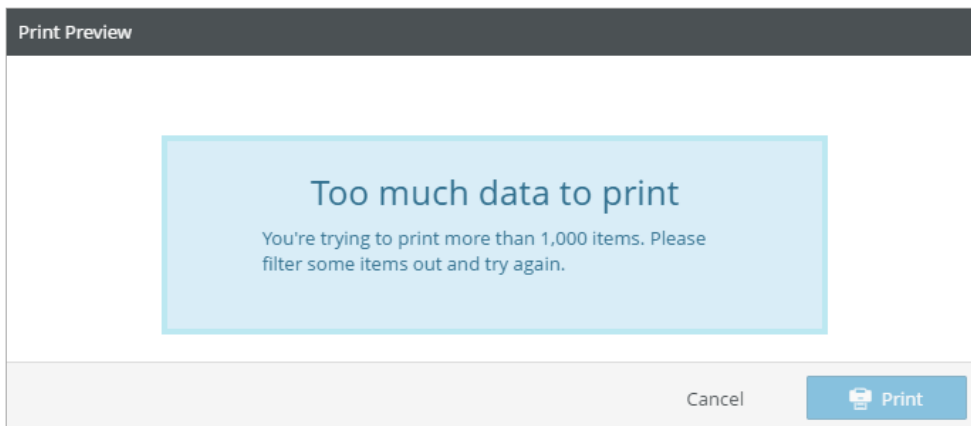 Print Preview
Too much data to print
You're trying to print more than 1,000 items. Please
filter some items out and try again.
Cancel
Print